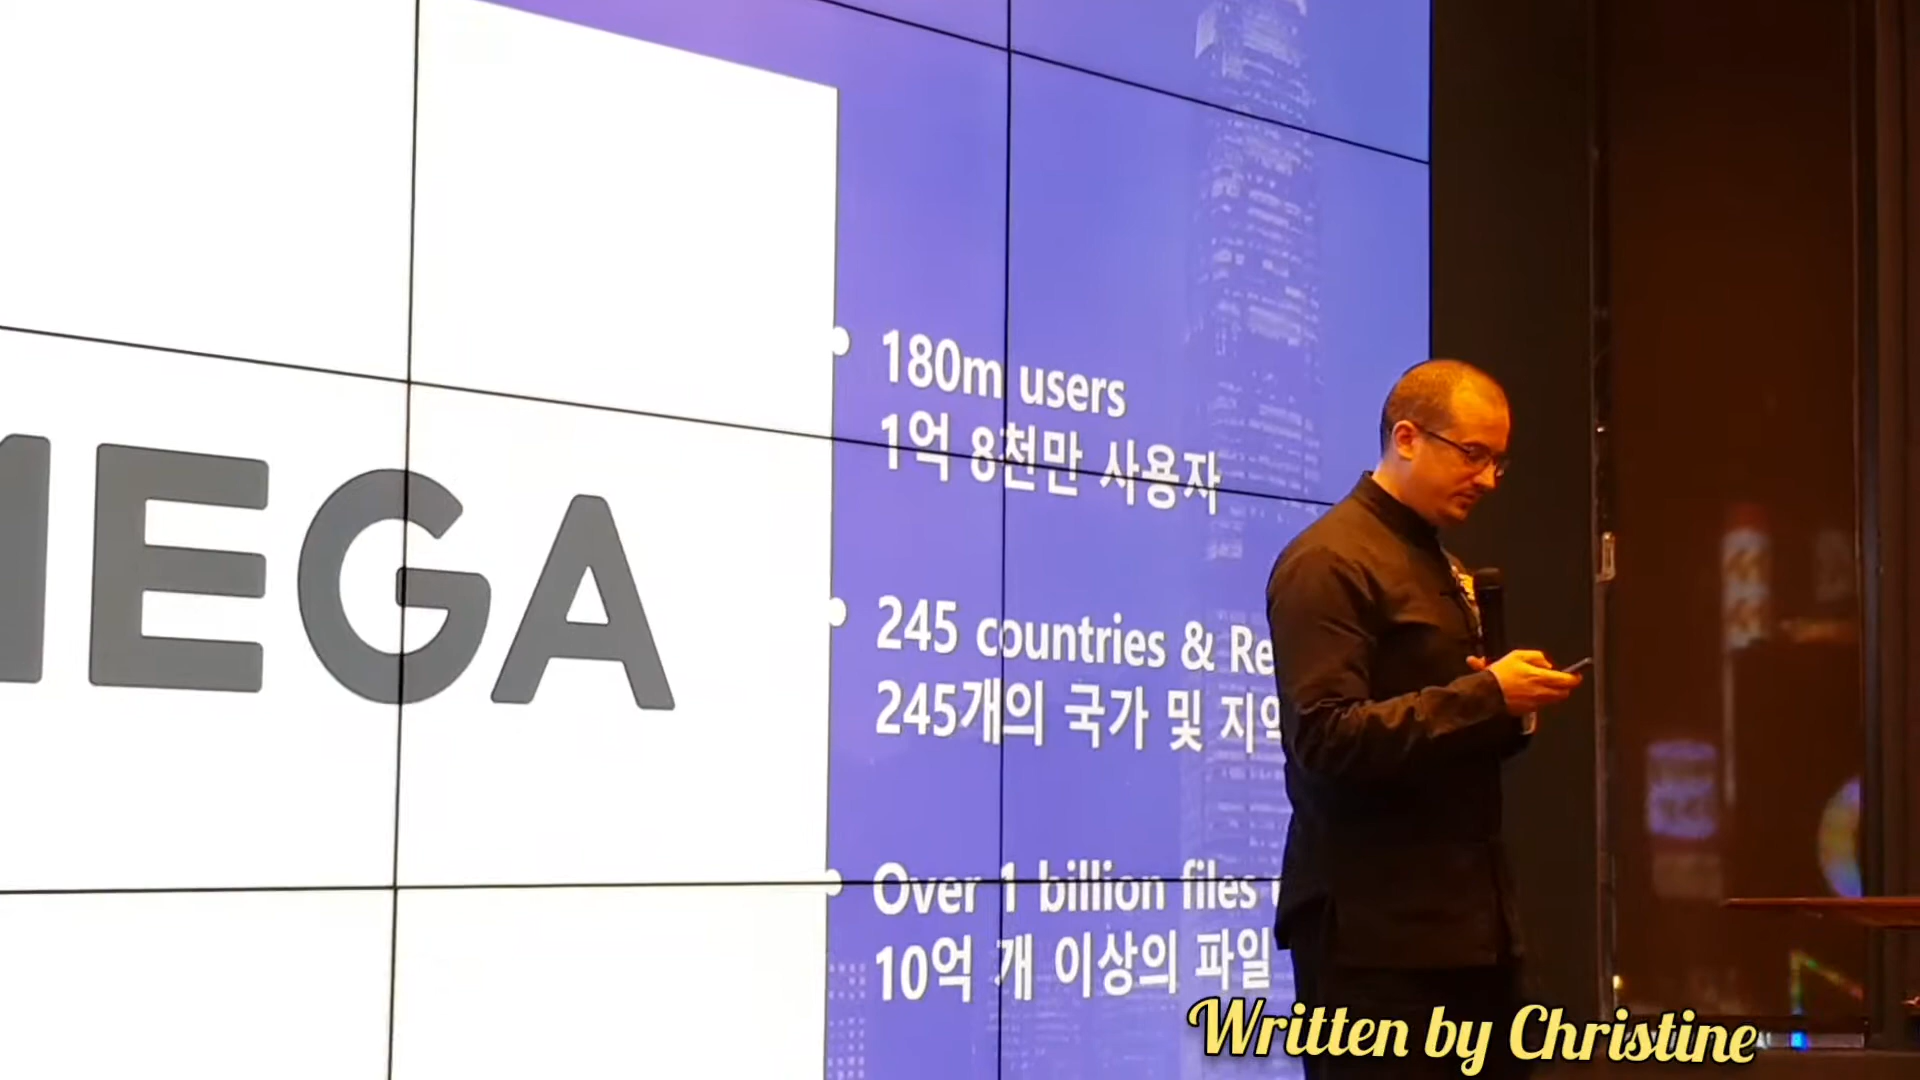 MEGA
180m users
1억 8천만 사용자
245 countries & Re
245개의 국가 및 지역
Over 1 billion files
10억 개 이상의 파일
Written by Christine